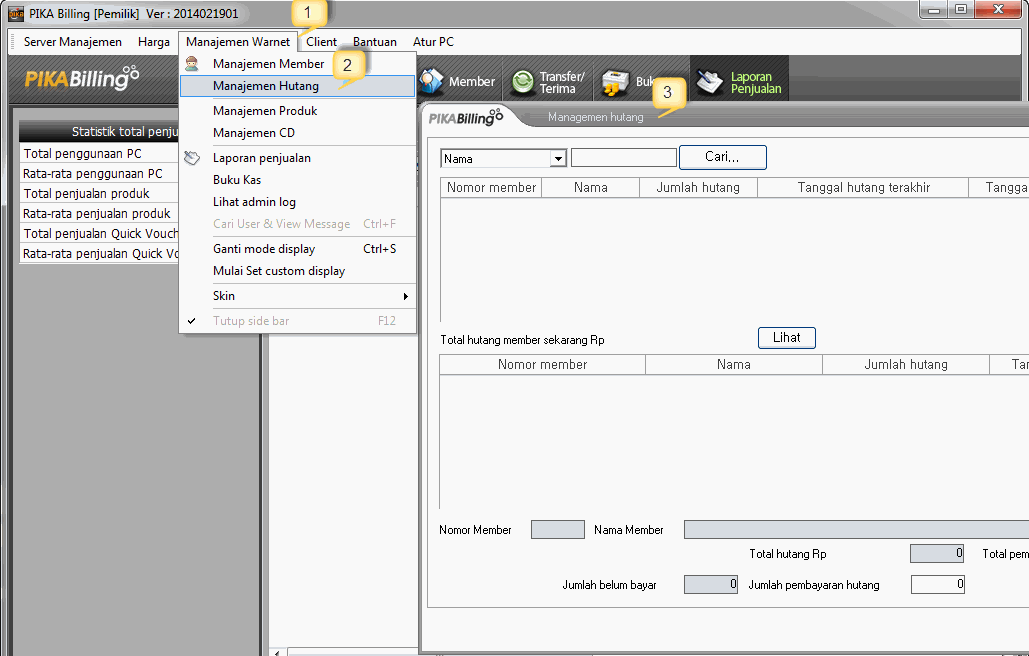 PIKA Billing [Pemilik] Ver : 2014021901
1
Server Manajemen Harga Manajemen Warnet Client Bantuan Atur PC
PIKABilling
Member
Transfer/
Terima
Laporan
Penjualan
Manajemen Member
2
Manajemen Hutang
Manajemen Produk
Manajemen CD
Laporan penjualan
Buku Kas
Lihat admin log
Cari User & View Message Ctrl+F
Ganti mode display Ctrl+S
Mulai Set custom display
Skin
Tutup side bar F12
Statistik total penju
Total penggunaan PC
Rata-rata penggunaan PC
Total penjualan produk
Rata-rata penjualan produk
Total penjualan Quick Vouch
Rata-rata penjualan Quick Vo
3
PIKABilling Managemen hutang
Nama Cari...
Nomor member Nama Jumlah hutang Tanggal hutang terakhir Tangga
Total hutang member sekarang Rp Lihat
Nomor member Nama Jumlah hutang Tan
Nomor Member Nama Member
Total hutang Rp 0 Total pem
Jumlah belum bayar 0 Jumlah pembayaran hutang 0